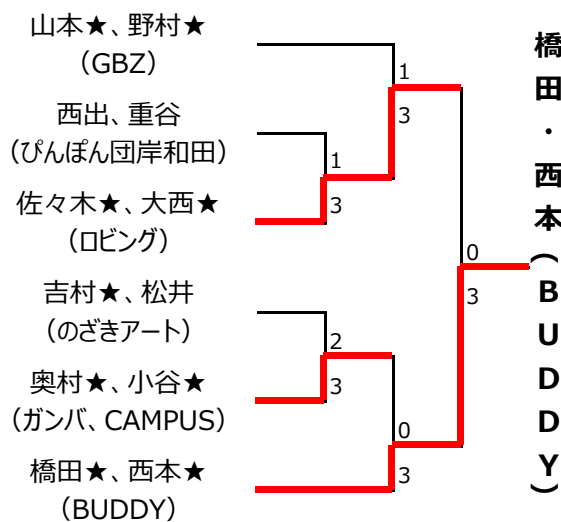 山本★、野村★
(GBZ)
西出、重谷
(ぴんぽん団岸和田)
佐々木★、大西★
(ロビング)
吉村★、松井
(のざきアート)
奥村★、小谷★
(ガンバ、CAMPUS)
橋田★、西本★
(BUDDY)
1
3
1
3
2
3
0
3
0
3
橋田・西本(BUDDY)